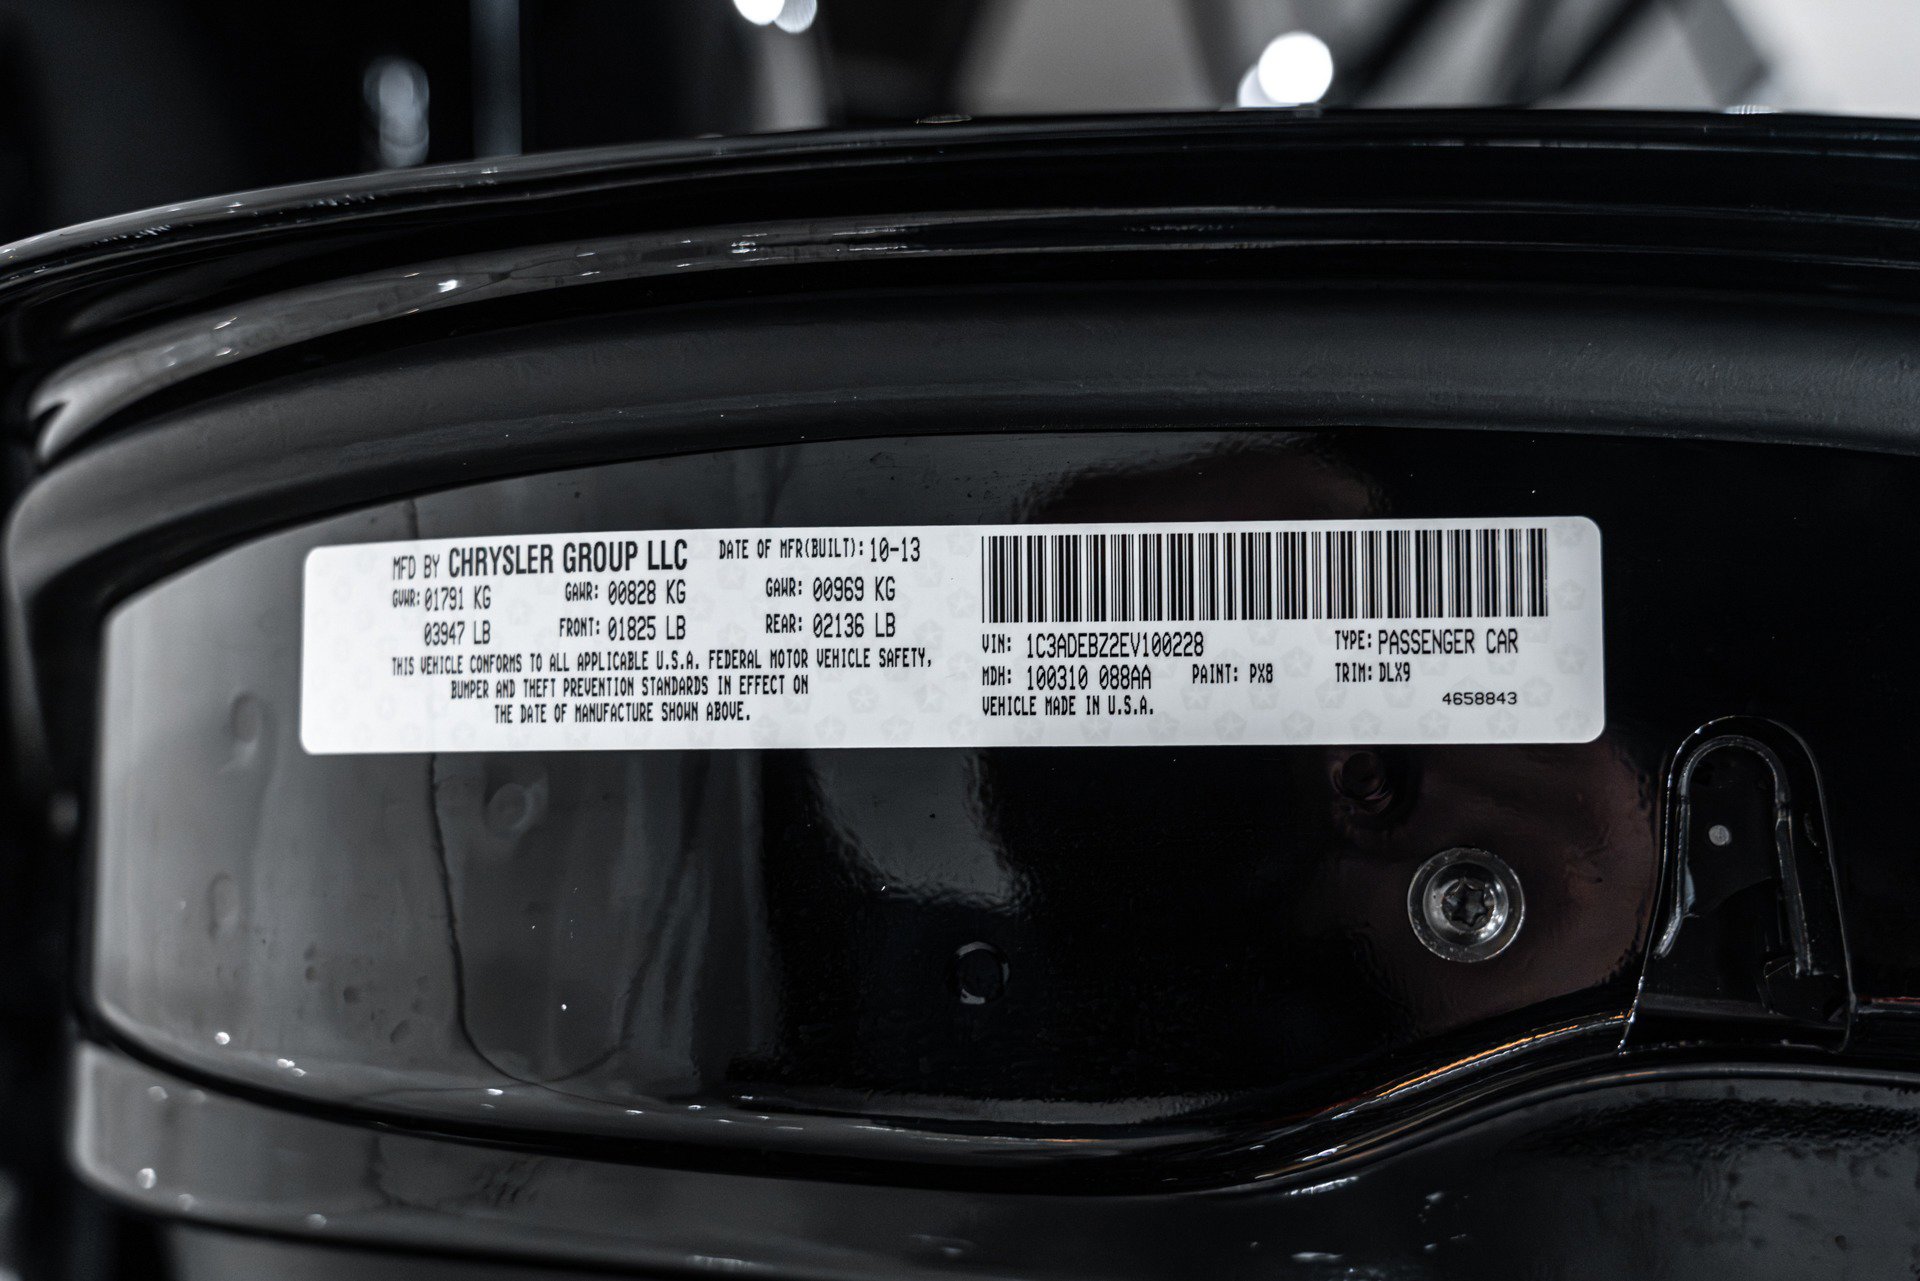 MFD BY CHRYSLER GROUP LLC DATE OF MFR(BUILT): 10-13
GVWR: 01791 KG GAWR: 00828 KG GAWR: 00969 KG
03947 LB FRONT: 01825 LB REAR: 02136 LB
THIS VEHICLE CONFORMS TO ALL APPLICABLE U.S.A. FEDERAL MOTOR VEHICLE SAFETY,
BUMPER AND THEFT PREVENTION STANDARDS IN EFFECT ON
THE DATE OF MANUFACTURE SHOWN ABOVE.
VIN: 1C3ADEBZ2EV100228 TYPE: PASSENGER CAR
MDH: 100310 088AA PAINT: PX8 TRIM: DLX9
VEHICLE MADE IN U.S.A. 4658843